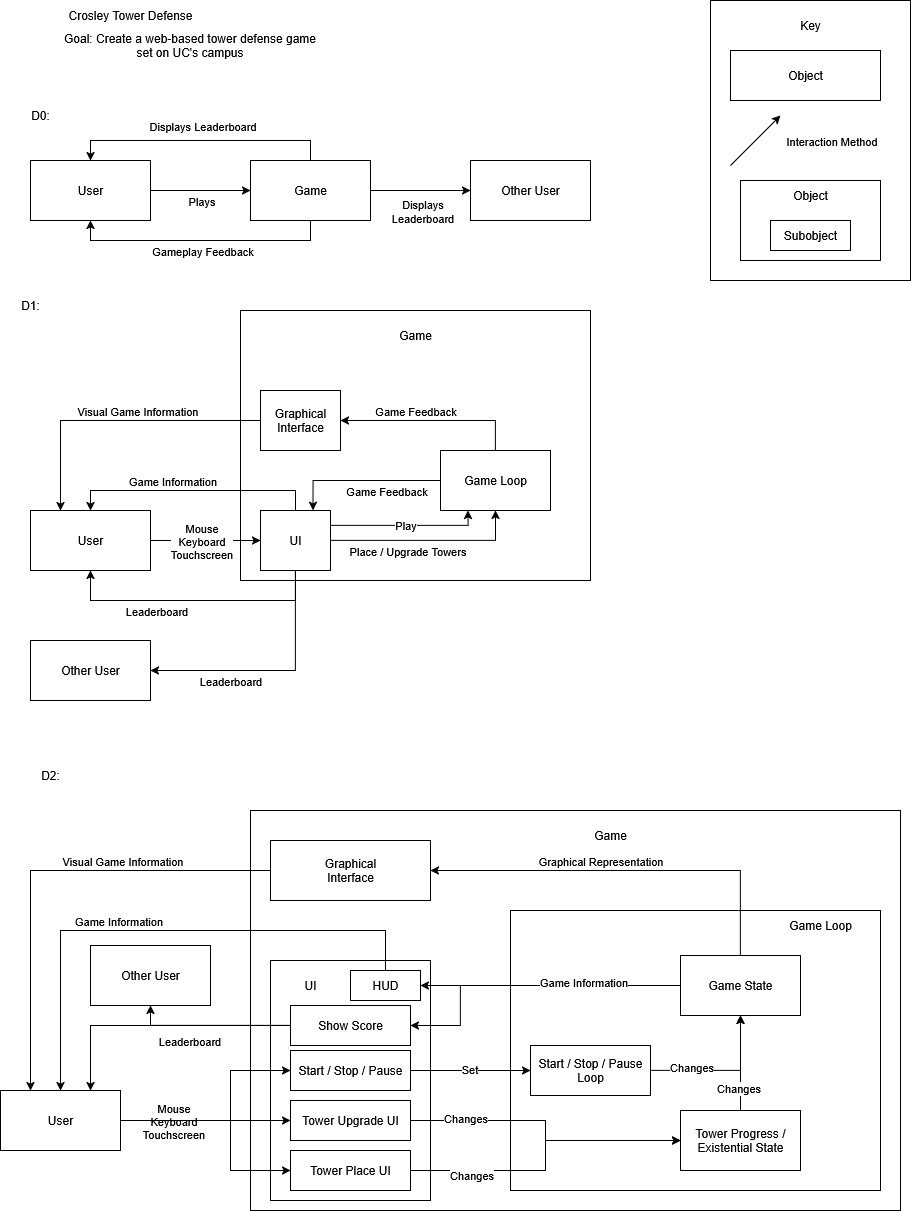 Crosley Tower Defense
Goal: Create a web-based tower defense game
set on UC's campus
Key
Object
Interaction Method
Object
Subobject
D0:
Displays Leaderboard
User
Plays
Game
Displays
Leaderboard
Other User
Gameplay Feedback
D1:
Game
Visual Game Information
Graphical
Interface
Game Feedback
Game Information
Game Feedback
Game Loop
User
Mouse
Keyboard
Touchscreen
UI
Play
Place / Upgrade Towers
Leaderboard
Other User
Leaderboard
D2:
Game
Visual Game Information
Graphical
Interface
Graphical Representation
Game Information
Game Loop
Other User
UI
HUD
Game Information
Game State
Show Score
Leaderboard
Start / Stop / Pause
Set
Start / Stop / Pause
Loop
Changes
Changes
User
Mouse
Keyboard
Touchscreen
Tower Upgrade UI
Changes
Tower Progress /
Existential State
Tower Place UI
Changes